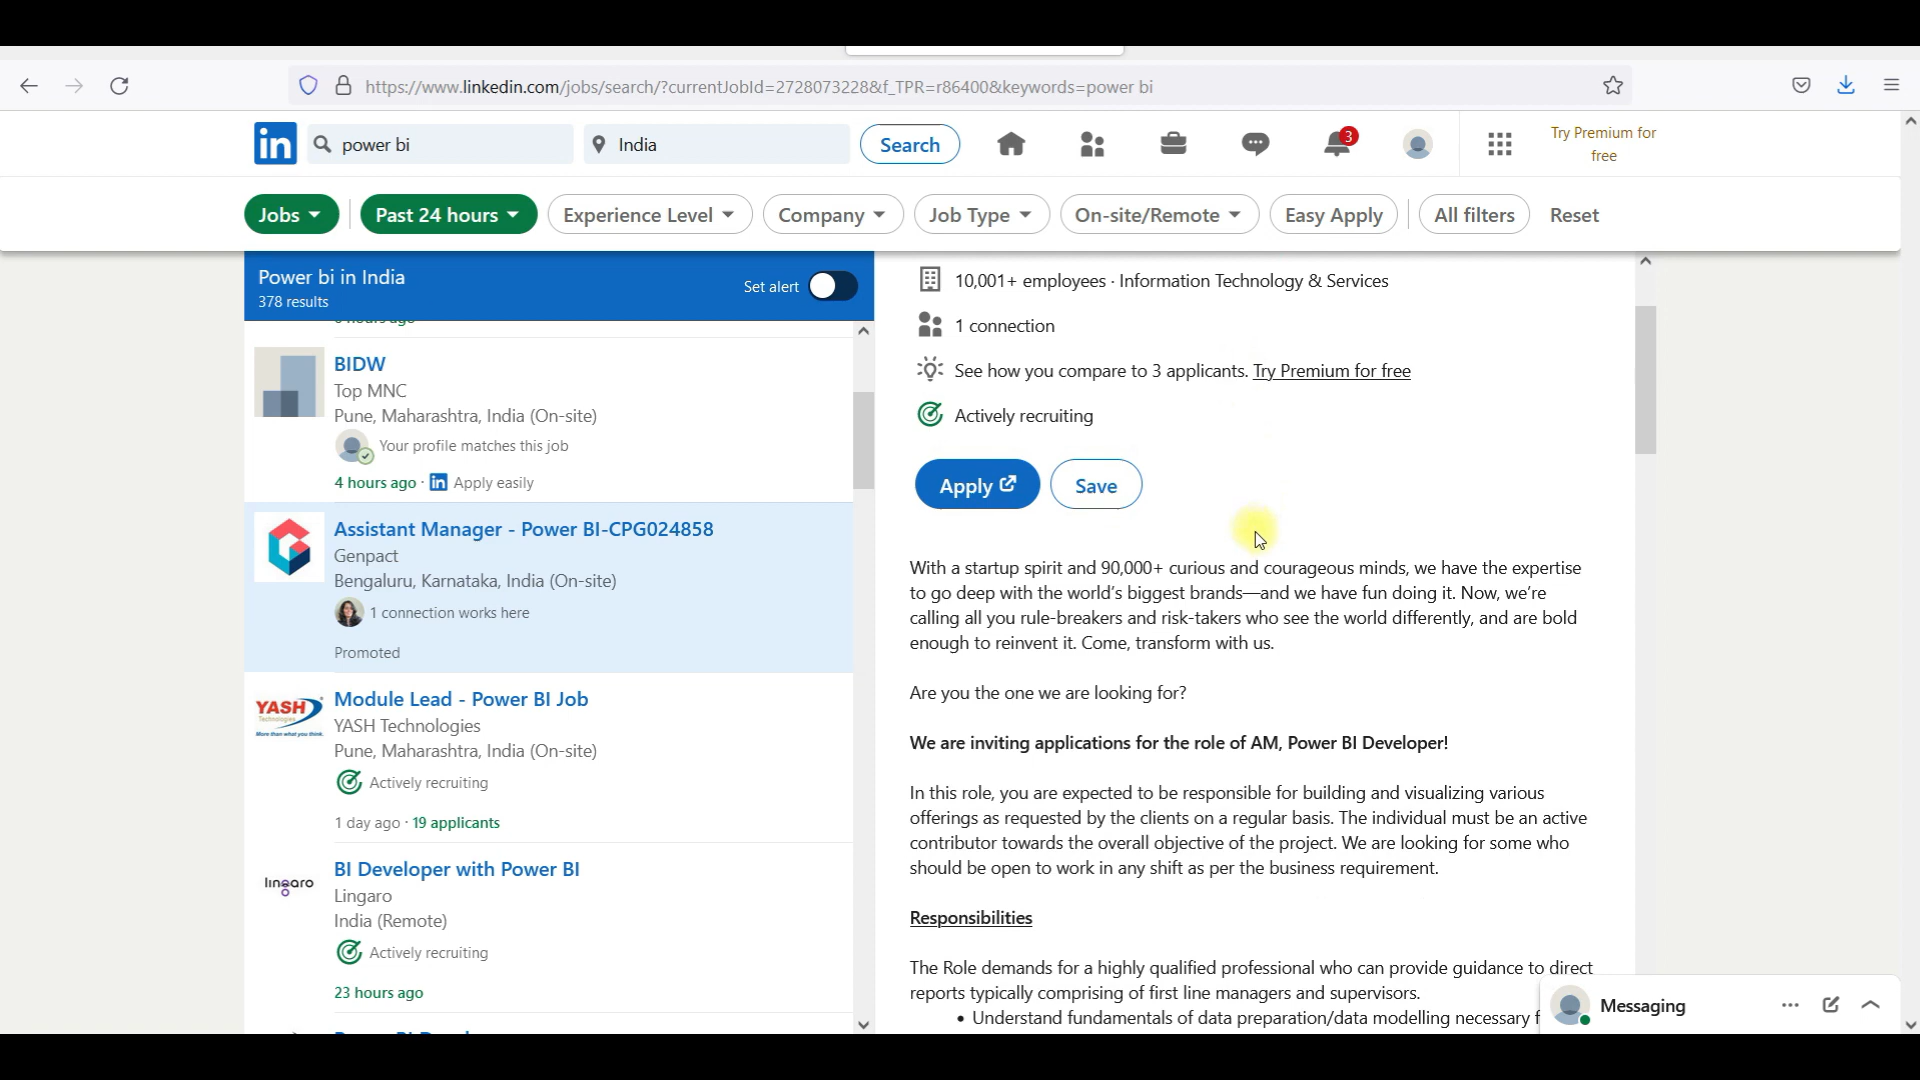 https://www.linkedin.com/jobs/search/?currentJobId=2728073228&f_TPR=r86400&keywords=power bi
in
power bi
India
Search
3
Try Premium for
free
Jobs
Past 24 hours
Experience Level
Company
Job Type
On-site/Remote
Easy Apply
All filters
Reset
Power bi in India
378 results
Set alert
BIDW
Top MNC
Pune, Maharashtra, India (On-site)
Your profile matches this job
4 hours ago · in Apply easily
Assistant Manager - Power BI-CPG024858
Genpact
Bengaluru, Karnataka, India (On-site)
1 connection works here
Promoted
YASH
Technologies
More than what you think.
Module Lead - Power BI Job
YASH Technologies
Pune, Maharashtra, India (On-site)
Actively recruiting
1 day ago · 19 applicants
lingaro
BI Developer with Power BI
Lingaro
India (Remote)
Actively recruiting
23 hours ago
10,001+ employees · Information Technology & Services
1 connection
See how you compare to 3 applicants. Try Premium for free
Actively recruiting
Apply
Save
With a startup spirit and 90,000+ curious and courageous minds, we have the expertise
to go deep with the world's biggest brands—and we have fun doing it. Now, we're
calling all you rule-breakers and risk-takers who see the world differently, and are bold
enough to reinvent it. Come, transform with us.
Are you the one we are looking for?
We are inviting applications for the role of AM, Power BI Developer!
In this role, you are expected to be responsible for building and visualizing various
offerings as requested by the clients on a regular basis. The individual must be an active
contributor towards the overall objective of the project. We are looking for some who
should be open to work in any shift as per the business requirement.
Responsibilities
The Role demands for a highly qualified professional who can provide guidance to direct
reports typically comprising of first line managers and supervisors.
• Understand fundamentals of data preparation/data modelling necessary
Messaging